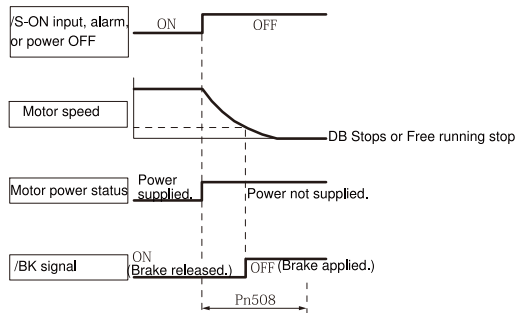 /S-ON input, alarm,
or power OFF
ON
OFF
Motor speed
DB Stops or Free running stop
Motor power status
Power
supplied.
Power not supplied.
/BK signal
ON
(Brake released.)
OFF (Brake applied.)
Pn508